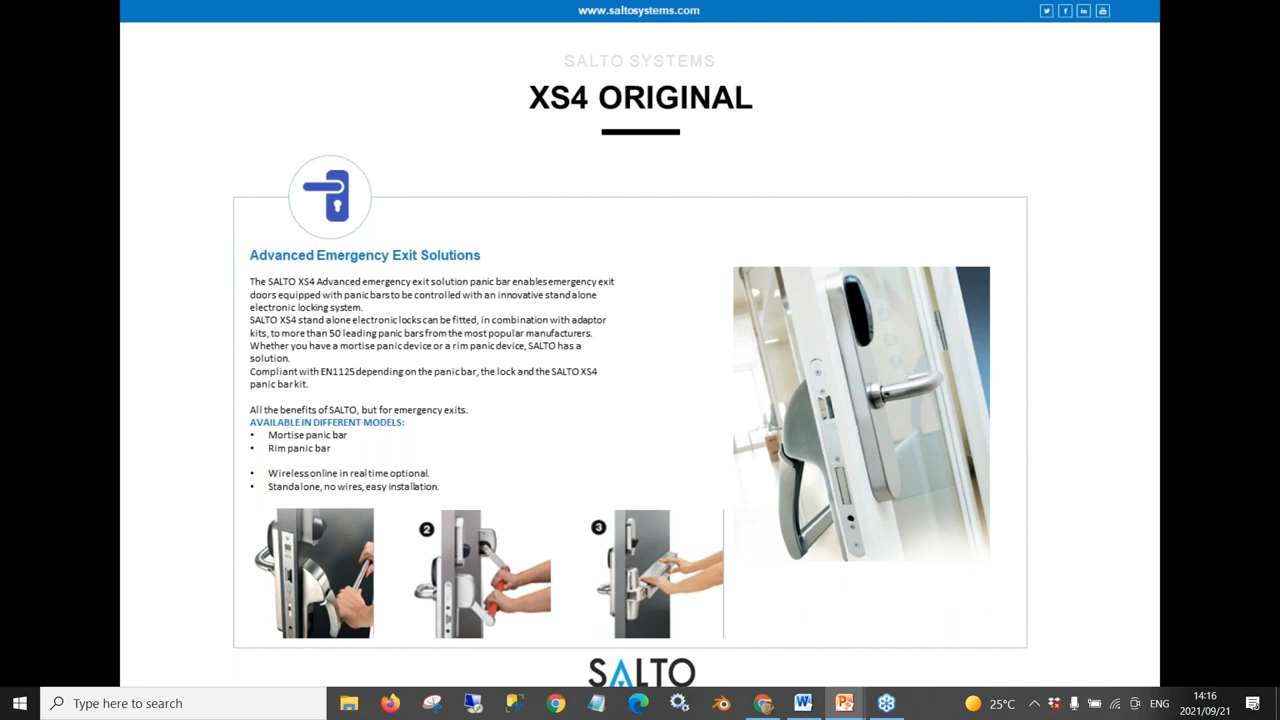 www.saltosystems.com
SALTO SYSTEMS
XS4 ORIGINAL
Advanced Emergency Exit Solutions
The SALTO XS4 Advanced emergency exit solution panic bar enables emergency exit
doors equipped with panic bars to be controlled with an innovative stand alone
electronic locking system.
SALTO XS4 stand alone electronic locks can be fitted, in combination with adaptor
kits, to more than 50 leading panic bars from the most popular manufacturers.
Whether you have a mortise panic device or a rim panic device, SALTO has a
solution.
Compliant with EN1125 depending on the panic bar, the lock and the SALTO XS4
panic bar kit.
All the benefits of SALTO, but for emergency exits.
AVAILABLE IN DIFFERENT MODELS:
• Mortise panic bar
• Rim panic bar
• Wireless online in real time optional.
• Standalone, no wires, easy installation.
2
3
SALTO
Type here to search
25°C
ENG
14:16
2021/09/21